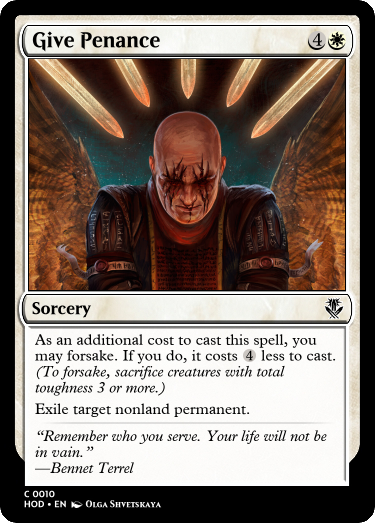 Give Penance 4
Sorcery
As an additional cost to cast this spell, you
may forsake. If you do, it costs 4 less to cast.
(To forsake, sacrifice creatures with total
toughness 3 or more.)
Exile target nonland permanent.
“Remember who you serve. Your life will not be
in vain.”
—Bennet Terrel
C 0010
HOD • EN Olga Shvetskaya